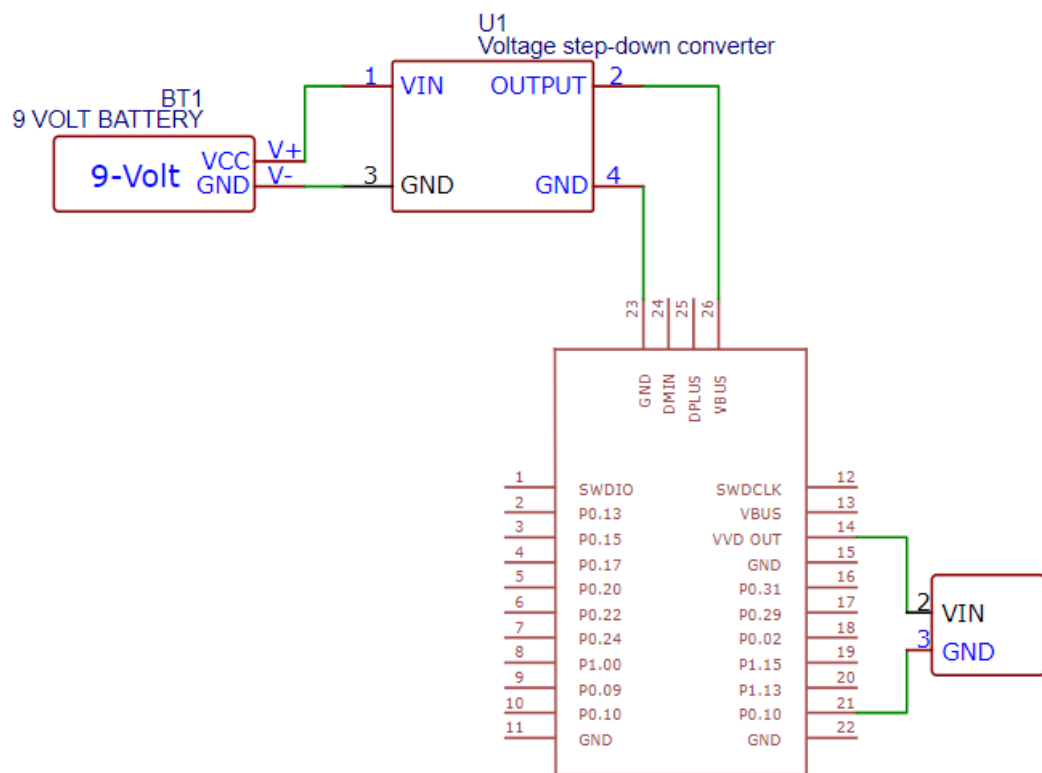 U1
Voltage step-down converter
1 VIN OUTPUT 2
BT1
9 VOLT BATTERY
9-Volt VCC V+
GND V-
3 GND GND 4
23 24 25 26
GND DMIN DPLUS VBUS
1 SWDIO SWDCLK 12
2 P0.13 VBUS 13
3 P0.15 VVD OUT 14
4 P0.17 GND 15
5 P0.20 P0.31 16
6 P0.22 P0.29 17
7 P0.24 P0.02 18
8 P1.00 P1.15 19
9 P0.09 P1.13 20
10 P0.10 P0.10 21
11 GND GND 22
2 VIN
3 GND